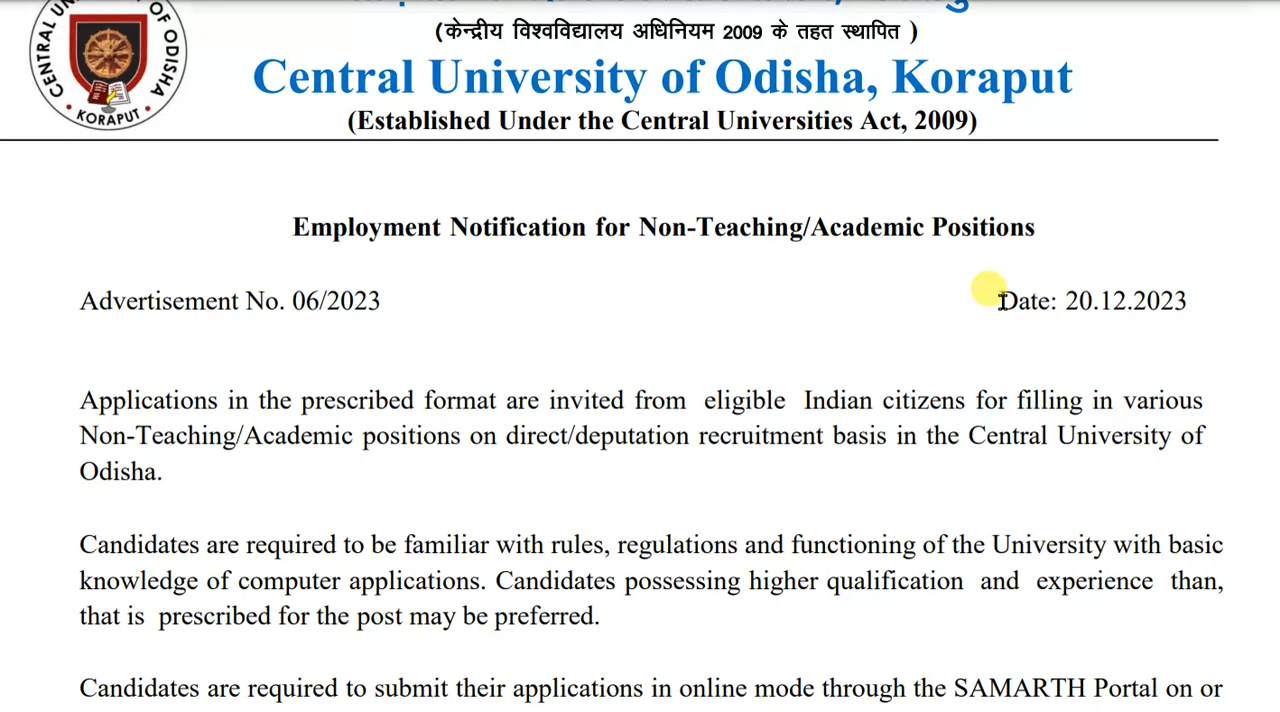 (केन्द्रीय विश्वविद्यालय अधिनियम 2009 के तहत स्थापित )
Central University of Odisha, Koraput
(Established Under the Central Universities Act, 2009)
OF ODISHA
KORAPUT
CENTRAL
Employment Notification for Non-Teaching/Academic Positions
Advertisement No. 06/2023
Date: 20.12.2023
Applications in the prescribed format are invited from eligible Indian citizens for filling in various
Non-Teaching/Academic positions on direct/deputation recruitment basis in the Central University of
Odisha.
Candidates are required to be familiar with rules, regulations and functioning of the University with basic
knowledge of computer applications. Candidates possessing higher qualification and experience than,
that is prescribed for the post may be preferred.
Candidates are required to submit their applications in online mode through the SAMARTH Portal on or